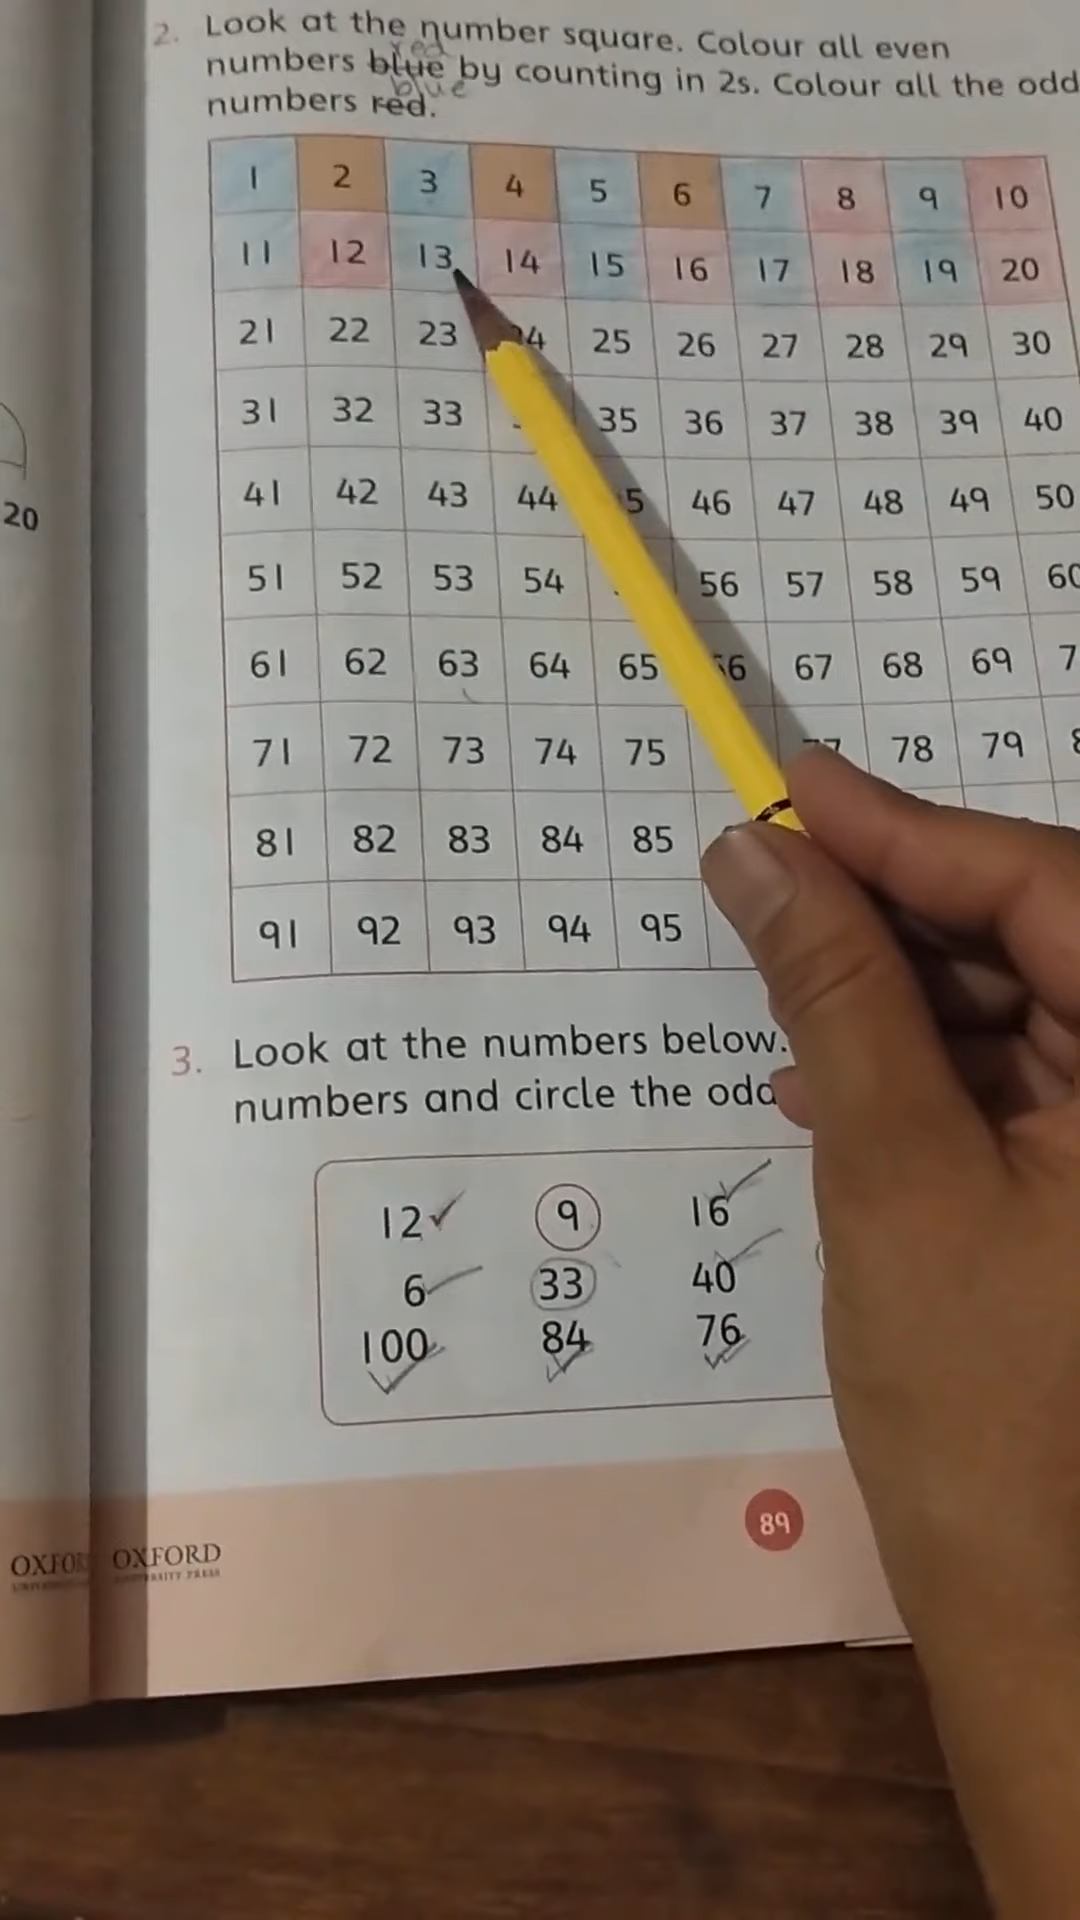 2. Look at the number square. Colour all even
red
numbers blue by counting in 2s. Colour all the odd
blue
numbers red.
1 2 3 4 5 6 7 8 9 10
11 12 13 14 15 16 17 18 19 20
21 22 23 25 26 27 28 29 30
31 32 33 35 36 37 38 39 40
41 42 43 44 46 47 48 49 50
51 52 53 54 56 57 58 59
61 62 63 64 65 67 68 69
71 72 73 74 75 78 79
81 82 83 84 85
91 92 93 94 95
20
3. Look at the numbers below.
numbers and circle the odd
12 9 16
6 33 40
100 84 76
89
OXFORD
UNIVERSITY PRESS